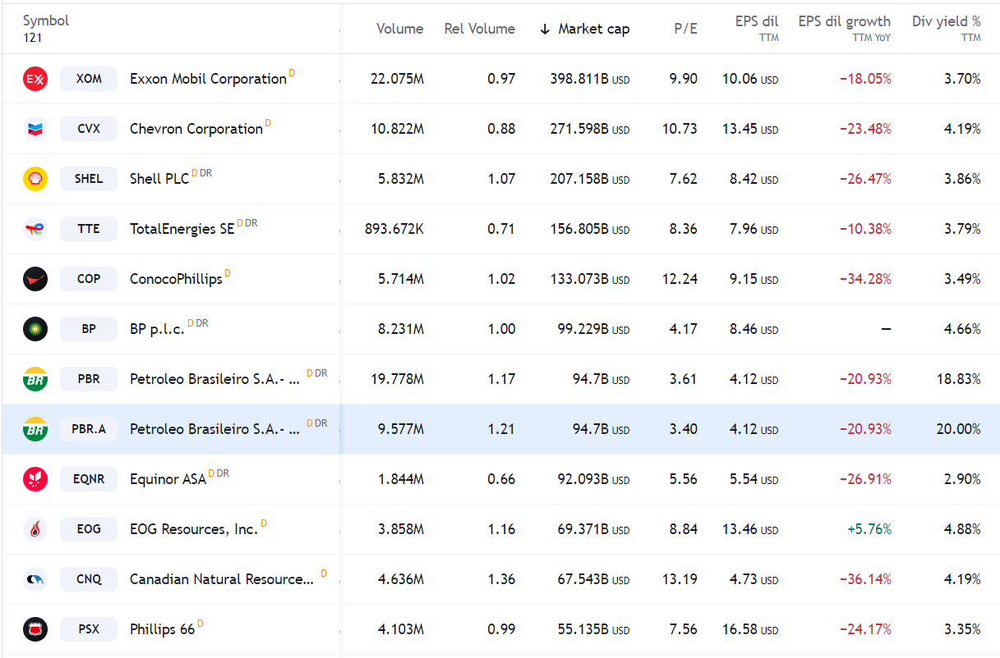 Symbol 121 Volume Rel Volume ↓ Market cap P/E EPS dil TTM EPS dil growth TTM YoY Div yield % TTM
XOM Exxon Mobil Corporation D 22.075M 0.97 398.811B USD 9.90 10.06 USD −18.05% 3.70%
CVX Chevron Corporation D 10.822M 0.88 271.598B USD 10.73 13.45 USD −23.48% 4.19%
SHEL Shell PLC D DR 5.832M 1.07 207.158B USD 7.62 8.42 USD −26.47% 3.86%
TTE TotalEnergies SE D DR 893.672K 0.71 156.805B USD 8.36 7.96 USD −10.38% 3.79%
COP ConocoPhillips D 5.714M 1.02 133.073B USD 12.24 9.15 USD −34.28% 3.49%
BP BP p.l.c. D DR 8.231M 1.00 99.229B USD 4.17 8.46 USD — 4.66%
BR PBR Petroleo Brasileiro S.A.- ... D DR 19.778M 1.17 94.7B USD 3.61 4.12 USD −20.93% 18.83%
BR PBR.A Petroleo Brasileiro S.A.- ... D DR 9.577M 1.21 94.7B USD 3.40 4.12 USD −20.93% 20.00%
EQNR Equinor ASA D DR 1.844M 0.66 92.093B USD 5.56 5.54 USD −26.91% 2.90%
EOG EOG Resources, Inc. D 3.858M 1.16 69.371B USD 8.84 13.46 USD +5.76% 4.88%
CNQ Canadian Natural Resource... D 4.636M 1.36 67.543B USD 13.19 4.73 USD −36.14% 4.19%
PSX Phillips 66 D 4.103M 0.99 55.135B USD 7.56 16.58 USD −24.17% 3.35%